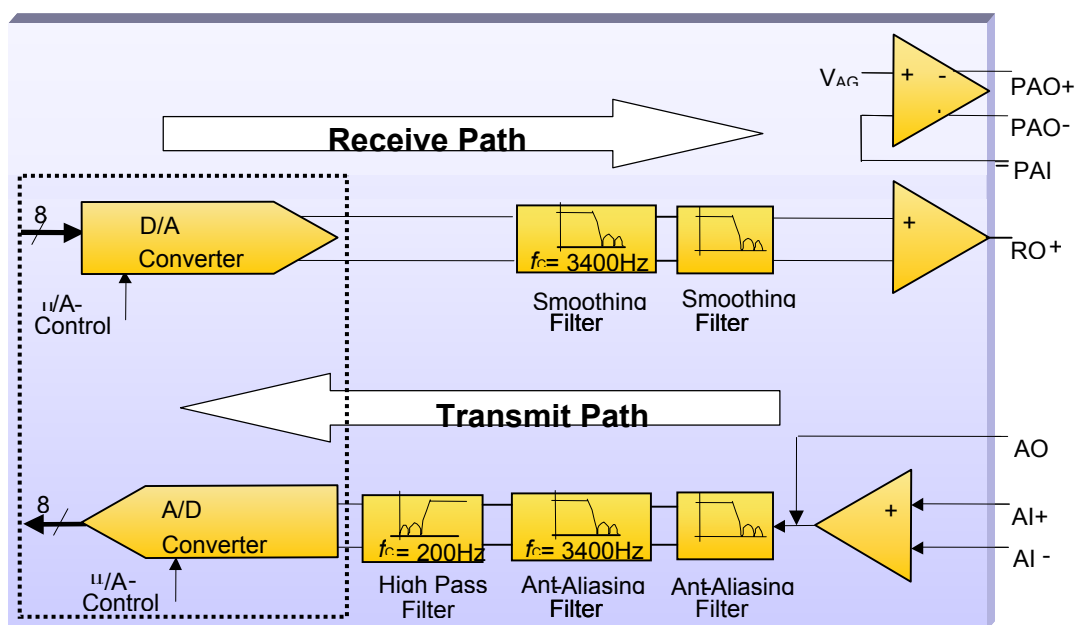 VAG
+ -
PAO+
PAO-
PAI
Receive Path
8
D/A
Converter
μ/A-
Control
fC= 3400Hz
Smoothing
Filter
Smoothing
Filter
+
RO+
Transmit Path
AO
8
A/D
Converter
μ/A-
Control
fC= 200Hz
High Pass
Filter
fC= 3400Hz
Ant-Aliasing
Filter
Ant-Aliasing
Filter
+
AI+
AI -